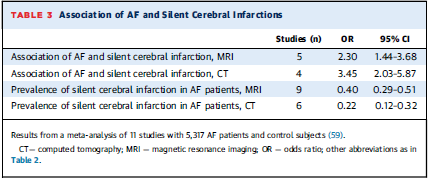 TABLE 3 Association of AF and Silent Cerebral Infarctions
Studies (n) OR 95% CI
Association of AF and silent cerebral infarction, MRI 5 2.30 1.44–3.68
Association of AF and silent cerebral infarction, CT 4 3.45 2.03-5.87
Prevalence of silent cerebral infarction in AF patients, MRI 9 0.40 0.29–0.51
Prevalence of silent cerebral infarction in AF patients, CT 6 0.22 0.12-0.32
Results from a meta-analysis of 11 studies with 5,317 AF patients and control subjects (59).
CT = computed tomography; MRI = magnetic resonance imaging; OR = odds ratio; other abbreviations as in
Table 2.